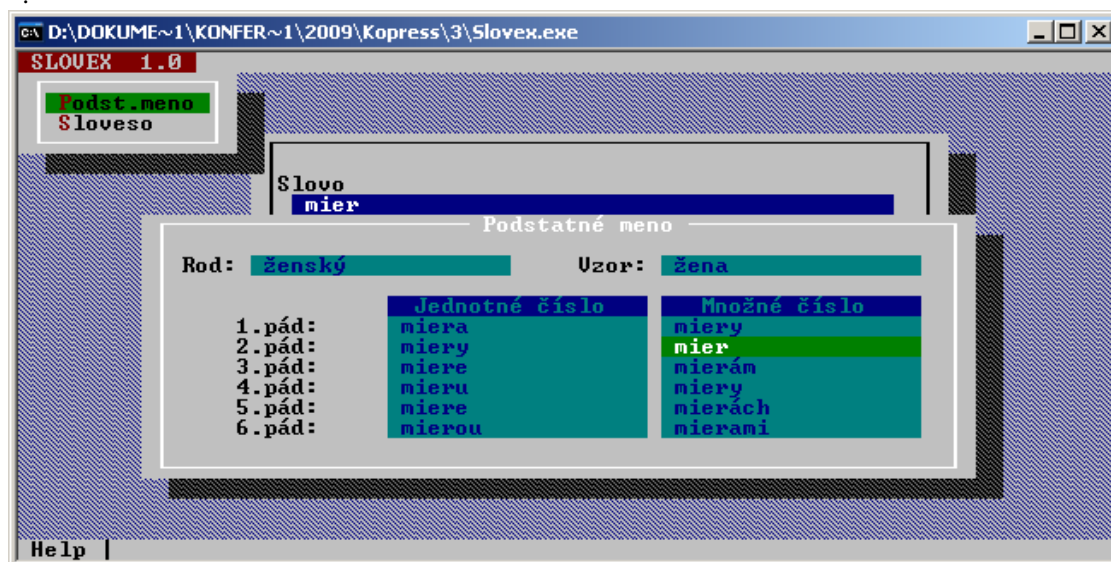 D:\DOKUME~1\KONFER~1\2009\Kopress\3\Slovex.exe
SLOVEX 1.0
Podst.meno
Sloveso
Slovo
mier
Podstatné meno
Rod: ženský Vzor: žena
Jednotné číslo Množné číslo
1.pád: miera miery
2.pád: miery mier
3.pád: miere mierám
4.pád: mieru miery
5.pád: miere mierách
6.pád: mierou mierami
Help |